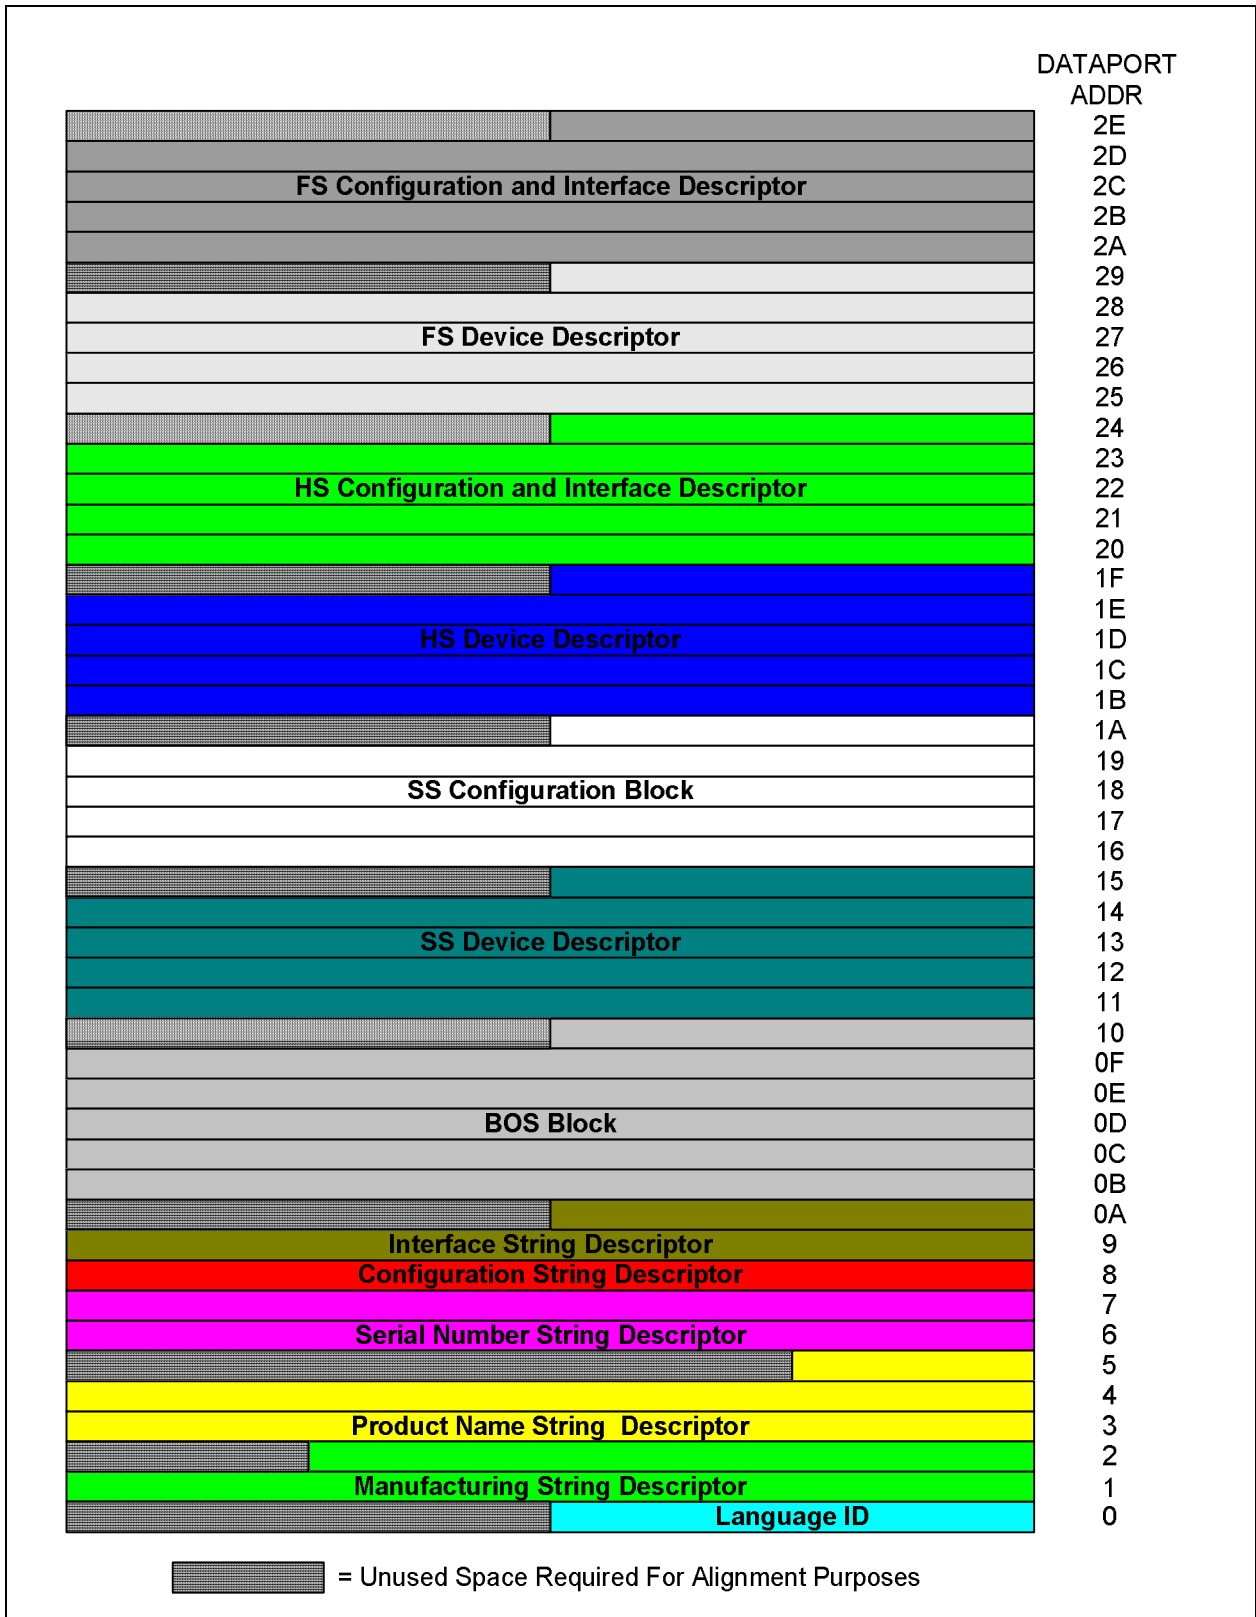 DATAPORT
ADDR
2E
2D
FS Configuration and Interface Descriptor 2C
2B
2A
29
28
FS Device Descriptor 27
26
25
24
23
HS Configuration and Interface Descriptor 22
21
20
1F
1E
HS Device Descriptor 1D
1C
1B
1A
19
SS Configuration Block 18
17
16
15
14
SS Device Descriptor 13
12
11
10
0F
0E
BOS Block 0D
0C
0B
0A
Interface String Descriptor 9
Configuration String Descriptor 8
7
Serial Number String Descriptor 6
5
4
Product Name String  Descriptor 3
2
Manufacturing String Descriptor 1
Language ID 0
= Unused Space Required For Alignment Purposes